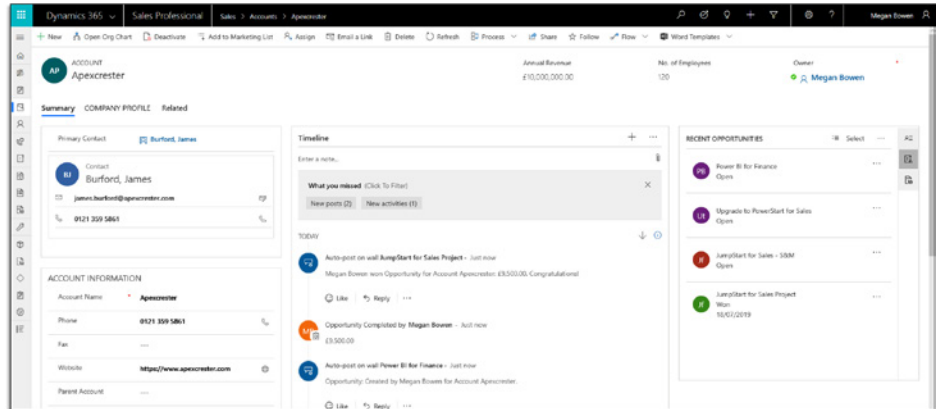 Dynamics 365 Sales Professional Sales > Accounts > Apexcrester Megan Bowen
+ New Open Org Chart Deactivate Add to Marketing List Assign Email a Link Delete Refresh Process Share Follow Flow Word Templates
AP
ACCOUNT
Apexcrester
Annual Revenue
£10,000,000.00
No. of Employees
120
Owner
Megan Bowen
Summary COMPANY PROFILE Related
Primary Contact Burford, James
BJ
Contact
Burford, James
james.burford@apexcrester.com
0121 359 5861
ACCOUNT INFORMATION
Account Name * Apexcrester
Phone 0121 359 5861
Fax ---
Website https://www.apexcrester.com
Parent Account ---
Timeline
Enter a note...
What you missed (Click To Filter)
New posts (2) New activities (1)
TODAY
Auto-post on wall JumpStart for Sales Project - Just now
Megan Bowen won Opportunity for Account Apexcrester. £9,500.00. Congratulations!
Like Reply ...
Opportunity Completed by Megan Bowen - Just now
£9,500.00
Auto-post on wall Power BI for Finance - Just now
Opportunity: Created by Megan Bowen for Account Apexcrester.
Like Reply ...
RECENT OPPORTUNITIES Select ...
PB
Power BI for Finance
Open
Upgrade to PowerStart for Sales
Open
JumpStart for Sales - S&M
Open
JumpStart for Sales Project
Won
18/07/2019